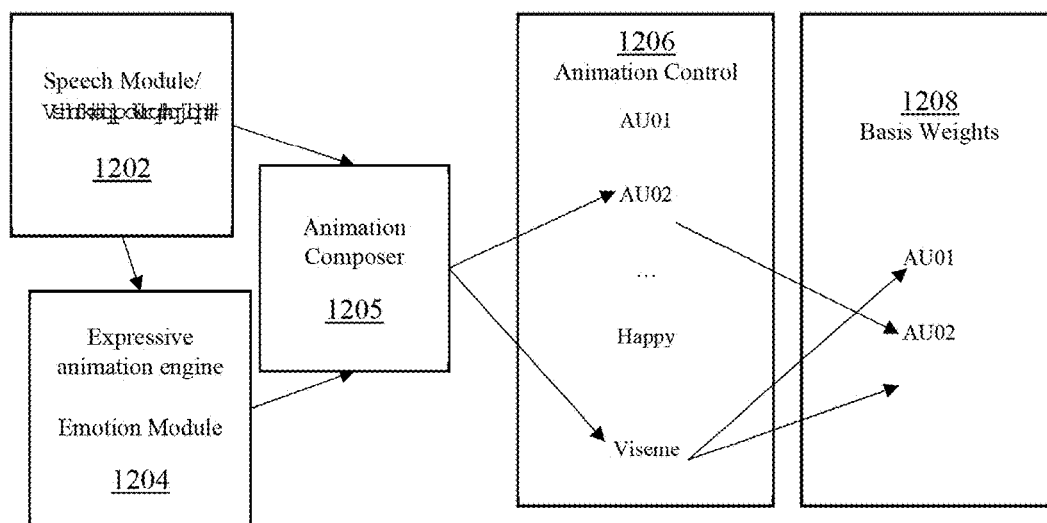 Speech Module/
1202
Expressive
animation engine
Emotion Module
1204
Animation
Composer
1205
1206
Animation Control
AU01
AU02
...
Happy
Viseme
1208
Basis Weights
AU01
AU02